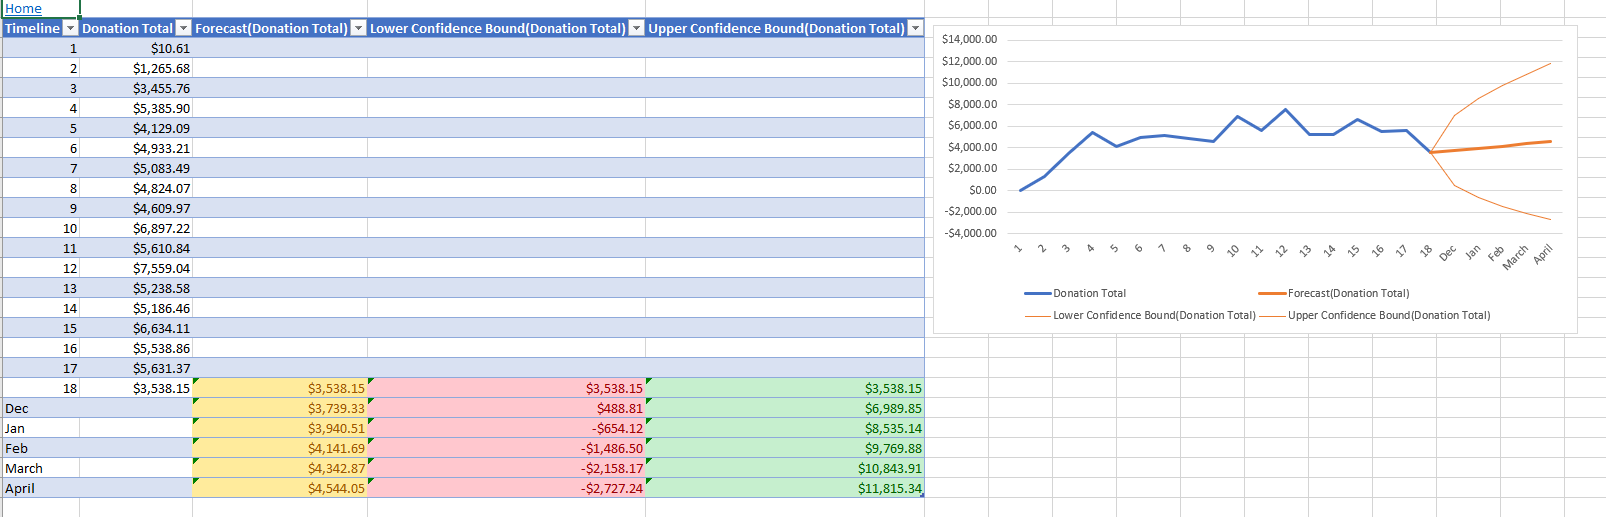 Home
Timeline Donation Total Forecast(Donation Total) Lower Confidence Bound(Donation Total) Upper Confidence Bound(Donation Total)
1 $10.61
2 $1,265.68
3 $3,455.76
4 $5,385.90
5 $4,129.09
6 $4,933.21
7 $5,083.49
8 $4,824.07
9 $4,609.97
10 $6,897.22
11 $5,610.84
12 $7,559.04
13 $5,238.58
14 $5,186.46
15 $6,634.11
16 $5,538.86
17 $5,631.37
18 $3,538.15 $3,538.15 $3,538.15 $3,538.15
Dec $3,739.33 $488.81 $6,989.85
Jan $3,940.51 -$654.12 $8,535.14
Feb $4,141.69 -$1,486.50 $9,769.88
March $4,342.87 -$2,158.17 $10,843.91
April $4,544.05 -$2,727.24 $11,815.34
$14,000.00
$12,000.00
$10,000.00
$8,000.00
$6,000.00
$4,000.00
$2,000.00
$0.00
-$2,000.00
-$4,000.00
1 2 3 4 5 6 7 8 9 10 11 12 13 14 15 16 17 18 Dec Jan Feb March April
Donation Total Forecast(Donation Total)
Lower Confidence Bound(Donation Total) Upper Confidence Bound(Donation Total)